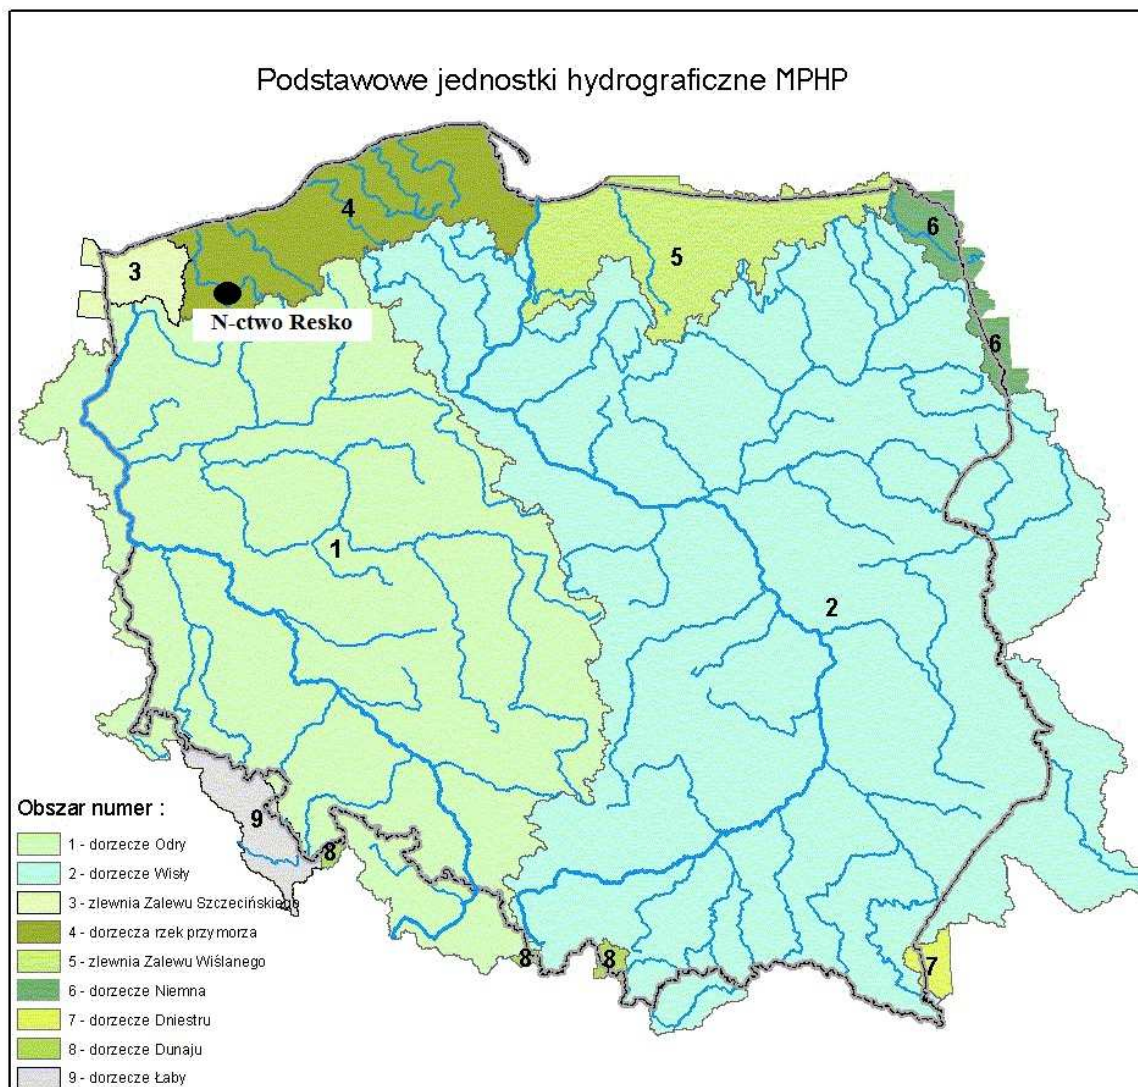 Podstawowe jednostki hydrograficzne MPHP
4
6
3
5
N-ctwo Resko
6
1
2
Obszar numer :
9
8
8
8
7
1 - dorzecze Odry
2 - dorzecze Wisły
3 - zlewnia Zalewu Szczecińskiego
4 - dorzecza rzek przymorza
5 - zlewnia Zalewu Wiślanego
6 - dorzecze Niemna
7 - dorzecze Dniestru
8 - dorzecze Dunaju
9 - dorzecze Łaby